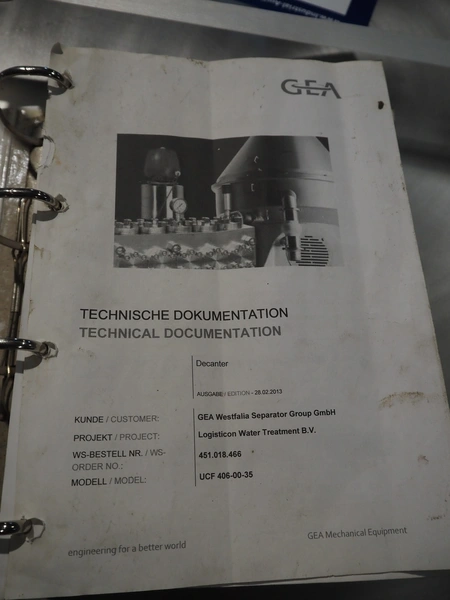 GEA
TECHNISCHE DOKUMENTATION
TECHNICAL DOCUMENTATION
Decanter
AUSGABE / EDITION - 28.02.2013
KUNDE / CUSTOMER: GEA Westfalia Separator Group GmbH
PROJEKT / PROJECT: Logisticon Water Treatment B.V.
WS-BESTELL NR. / WS- 451.018.466
ORDER NO.:
MODELL / MODEL: UCF 406-00-35
engineering for a better world
GEA Mechanical Equipment